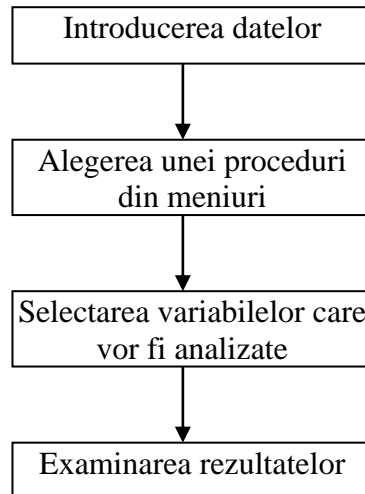 Introducerea datelor
Alegerea unei proceduri
din meniuri
Selectarea variabilelor care
vor fi analizate
Examinarea rezultatelor